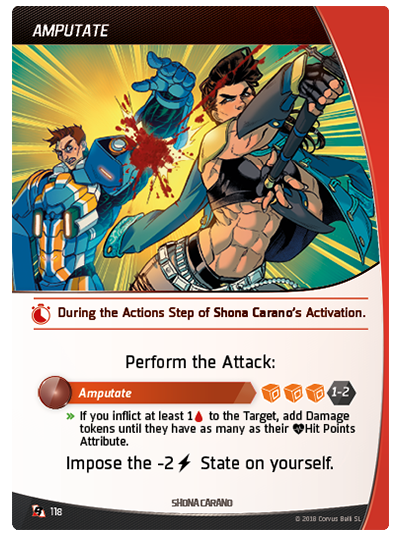 AMPUTATE
During the Actions Step of Shona Carano's Activation.
Perform the Attack:
Amputate 1-2
» If you inflict at least 1 to the Target, add Damage
tokens until they have as many as their Hit Points
Attribute.
Impose the -2 State on yourself.
SHONA CARANO
118
© 2018 Corvus Belli SL